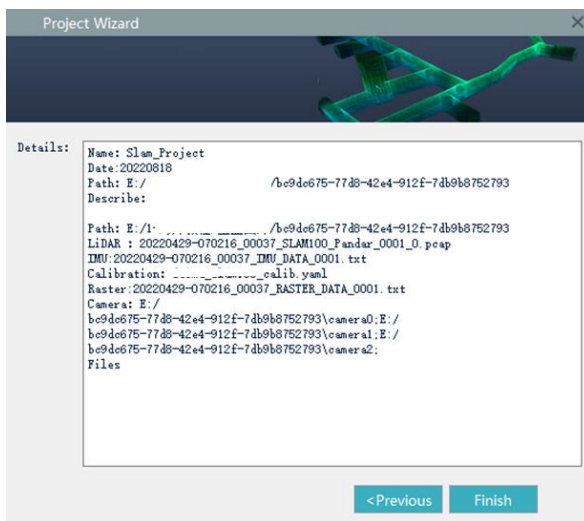 Project Wizard
Details:
Name: Slam_Project
Date:20220818
Path: E:/ /bc9dc675-77d8-42e4-912f-7db9b8752793
Describe:
Path: E:/1 /bc9dc675-77d8-42e4-912f-7db9b8752793
LiDAR : 20220429-070216_00037_SLAM100_Pandar_0001_0.pcap
IMU:20220429-070216_00037_IMU_DATA_0001.txt
Calibration: _calib.yaml
Raster:20220429-070216_00037_RASTER_DATA_0001.txt
Camera: E:/
bc9dc675-77d8-42e4-912f-7db9b8752793\camera0;E:/
bc9dc675-77d8-42e4-912f-7db9b8752793\camera1;E:/
bc9dc675-77d8-42e4-912f-7db9b8752793\camera2;
Files
<Previous
Finish